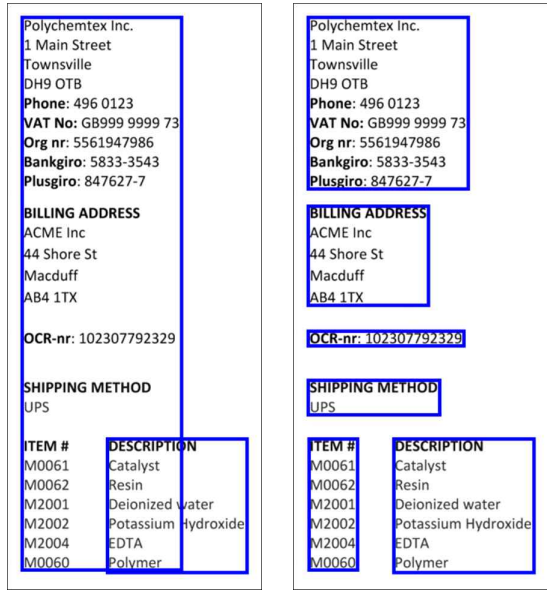 Polychemtex Inc.
1 Main Street
Townsville
DH9 OTB
Phone: 496 0123
VAT No: GB999 9999 73
Org nr: 5561947986
Bankgiro: 5833-3543
Plusgiro: 847627-7
BILLING ADDRESS
ACME Inc
44 Shore St
Macduff
AB4 1TX
OCR-nr: 102307792329
SHIPPING METHOD
UPS
ITEM # DESCRIPTION
M0061 Catalyst
M0062 Resin
M2001 Deionized water
M2002 Potassium Hydroxide
M2004 EDTA
M0060 Polymer
Polychemtex Inc.
1 Main Street
Townsville
DH9 OTB
Phone: 496 0123
VAT No: GB999 9999 73
Org nr: 5561947986
Bankgiro: 5833-3543
Plusgiro: 847627-7
BILLING ADDRESS
ACME Inc
44 Shore St
Macduff
AB4 1TX
OCR-nr: 102307792329
SHIPPING METHOD
UPS
ITEM # DESCRIPTION
M0061 Catalyst
M0062 Resin
M2001 Deionized water
M2002 Potassium Hydroxide
M2004 EDTA
M0060 Polymer